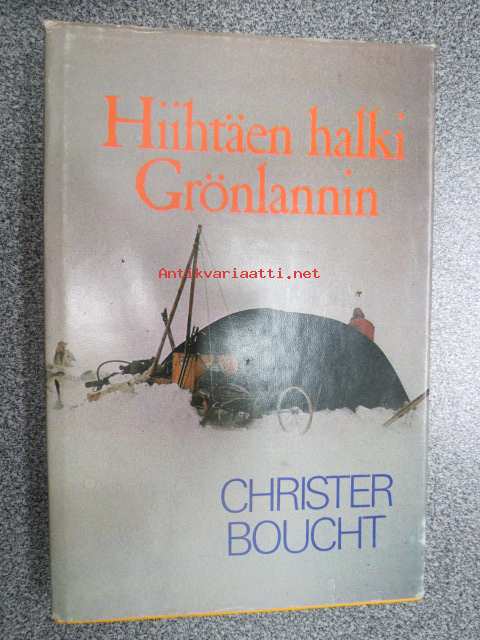 Hiihtäen halki
Grönlannin
Antikvariaatti.net
CHRISTER
BOUCHT